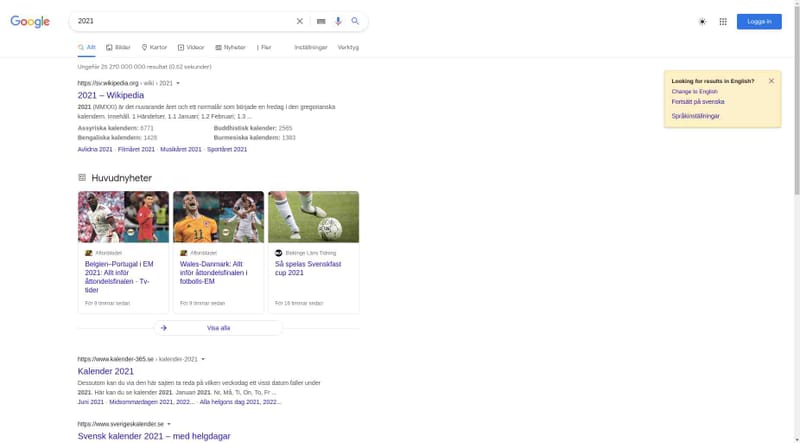 Google
2021
Logga in
Allt
Bilder
Kartor
Videor
Nyheter
Fler
Inställningar
Verktyg
Ungefär 25 270 000 000 resultat (0,62 sekunder)
Looking for results in English?
Change to English
Fortsätt på svenska
Språkinställningar
https://sv.wikipedia.org › wiki › 2021
2021 – Wikipedia
2021 (MMXXI) är det nuvarande året och ett normalår som började en fredag i den gregorianska
kalendern. Innehåll. 1 Händelser. 1.1 Januari; 1.2 Februari; 1.3 ...
Assyriska kalendern: 6771
Buddhistisk kalender: 2565
Bengaliska kalendern: 1428
Burmesiska kalendern: 1383
Avlidna 2021 · Filmåret 2021 · Musikåret 2021 · Sportåret 2021
Huvudnyheter
Aftonbladet
Belgien–Portugal i EM
2021: Allt inför
åttondelsfinalen - Tv-
tider
För 9 timmar sedan
Aftonbladet
Wales-Danmark: Allt
inför åttondelsfinalen i
fotbolls-EM
För 9 timmar sedan
Blekinge Läns Tidning
Så spelas Svenskfast
cup 2021
För 16 timmar sedan
Visa alla
https://www.kalender-365.se › kalender-2021
Kalender 2021
Dessutom kan du via den här sajten ta reda på vilken veckodag ett visst datum faller under
2021. Här kan du se kalender 2021. Januari 2021. Nr, Må, Ti, On, To, Fr ...
Juni 2021 · Midsommardagen 2021, 2022... · Alla helgons dag 2021, 2022...
https://www.sverigeskalender.se
Svensk kalender 2021 – med helgdagar